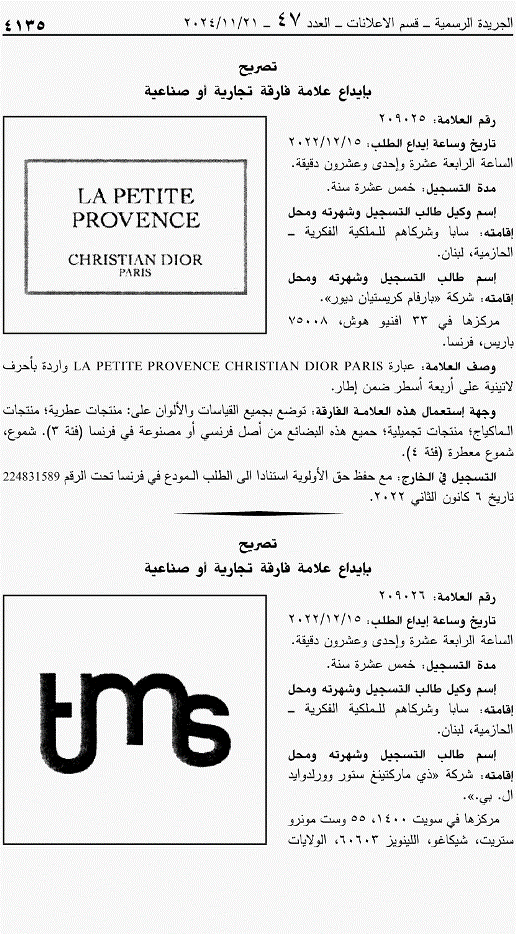 الجريدة الرسمية ـ قسم الاعلانات ـ العدد ٤٧ ـ ٢٠٢٤/١١/٢١
٤١٣٥
تصريح
بإيداع علامة فارقة تجارية أو صناعية
رقم العلامة: ٢٠٩٠٢٥
تاريخ وساعة إيداع الطلب: ٢٠٢٢/١٢/١٥
الساعة الرابعة عشرة وإحدى وعشرون دقيقة.
مدة التسجيل: خمس عشرة سنة.
إسم وكيل طالب التسجيل وشهرته ومحل
إقامته: سابا وشركاهم للملكية الفكرية ـ
الحازمية، لبنان.
إسم طالب التسجيل وشهرته ومحل
إقامته: شركة «بارفام كريستيان ديور».
مركزها في ٣٣ افنيو هوش، ٧٥٠٠٨
باريس، فرنسا.
LA PETITE
PROVENCE
CHRISTIAN DIOR
PARIS
وصف العلامة: عبارة LA PETITE PROVENCE CHRISTIAN DIOR PARIS واردة بأحرف
لاتينية على أربعة أسطر ضمن إطار.
وجهة إستعمال هذه العلامة الفارقة: توضع بجميع القياسات والألوان على: منتجات عطرية؛ منتجات
الماكياج؛ منتجات تجميلية؛ حميع هذه البضائع من أصل فرنسي أو مصنوعة في فرنسا (فئة ٣). شموع،
شموع معطرة (فئة ٤).
التسجيل في الخارج: مع حفظ حق الأولوية استنادا الى الطلب المودع في فرنسا تحت الرقم 224831589
تاريخ ٦ كانون الثاني ٢٠٢٢.
تصريح
بإيداع علامة فارقة تجارية أو صناعية
رقم العلامة: ٢٠٩٠٢٦
تاريخ وساعة إيداع الطلب: ٢٠٢٢/١٢/١٥
الساعة الرابعة عشرة وإحدى وعشرون دقيقة.
مدة التسجيل: خمس عشرة سنة.
إسم وكيل طالب التسجيل وشهرته ومحل
إقامته: سابا وشركاهم للملكية الفكرية ـ
الحازمية، لبنان.
إسم طالب التسجيل وشهرته ومحل
إقامته: شركة «ذي ماركتينغ ستور وورلدوايد
ال. بي.».
مركزها في سويت ١٤٠٠، ٥٥ وست مونرو
ستريت، شيكاغو، اللينويز ٦٠٦٠٣، الولايات
tms